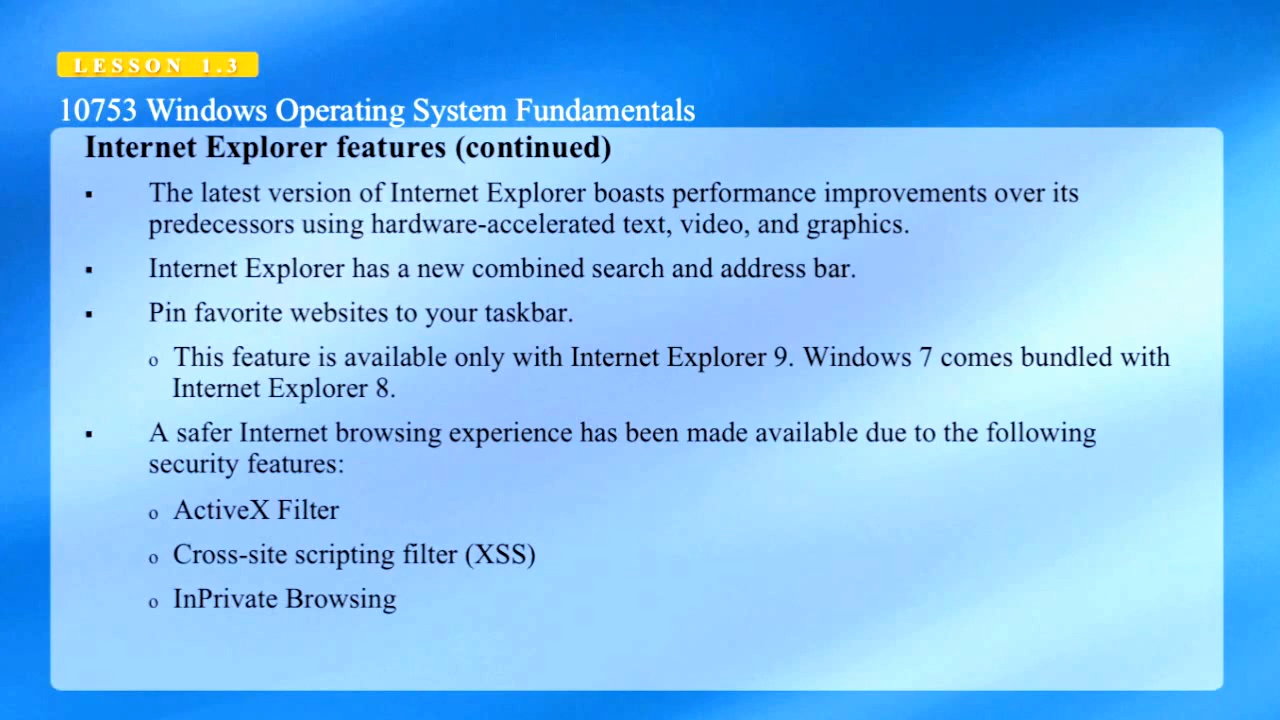 LESSON 1.3
10753 Windows Operating System Fundamentals
Internet Explorer features (continued)
▪ The latest version of Internet Explorer boasts performance improvements over its
predecessors using hardware-accelerated text, video, and graphics.
▪ Internet Explorer has a new combined search and address bar.
▪ Pin favorite websites to your taskbar.
o This feature is available only with Internet Explorer 9. Windows 7 comes bundled with
Internet Explorer 8.
▪ A safer Internet browsing experience has been made available due to the following
security features:
o ActiveX Filter
o Cross-site scripting filter (XSS)
o InPrivate Browsing